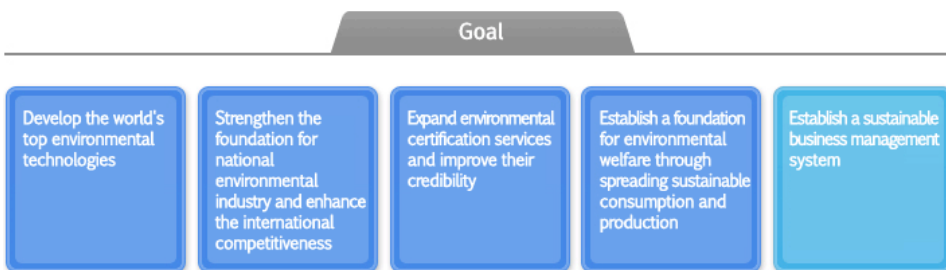 Goal
Develop the world's
top environmental
technologies
Strengthen the
foundation for
national
environmental
industry and enhance
the international
competitiveness
Expand environmental
certification services
and improve their
credibility
Establish a foundation
for environmental
welfare through
spreading sustainable
consumption and
production
Establish a sustainable
business management
system